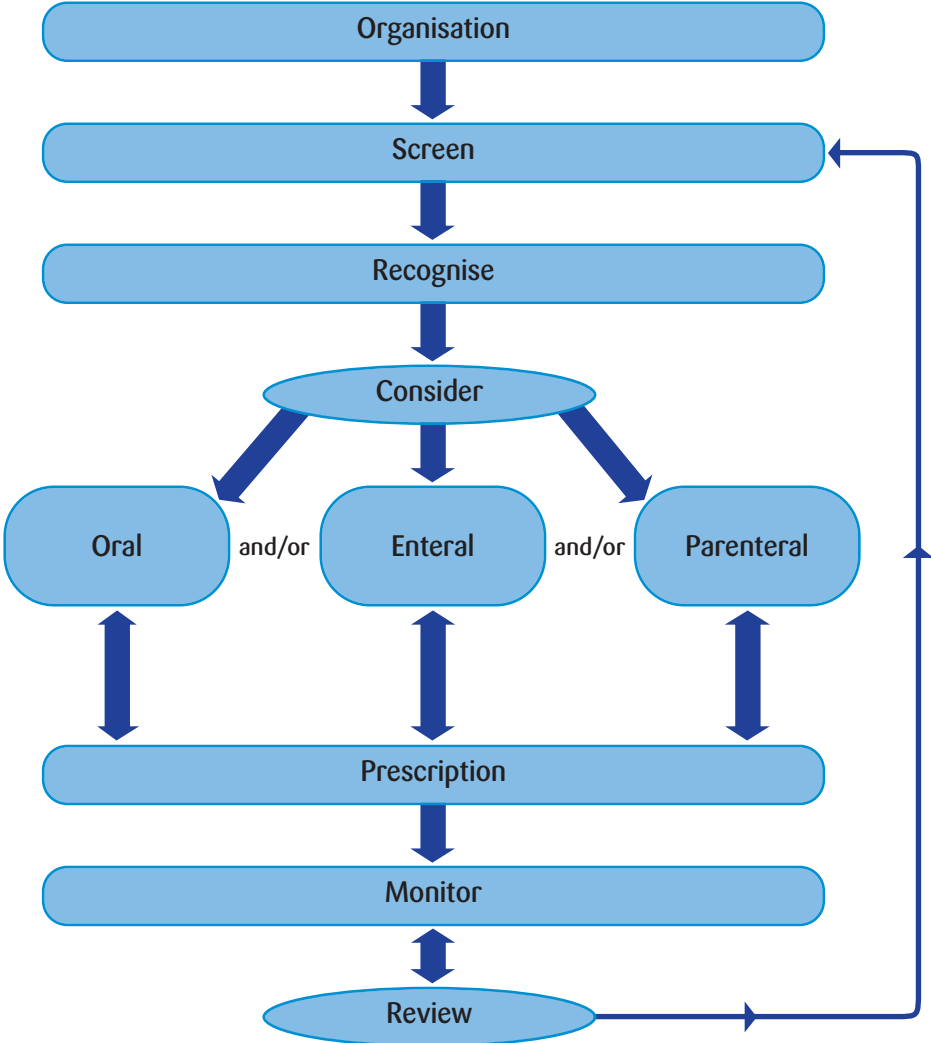 Organisation
Screen
Recognise
Consider
Oral and/or Enteral and/or Parenteral
Prescription
Monitor
Review